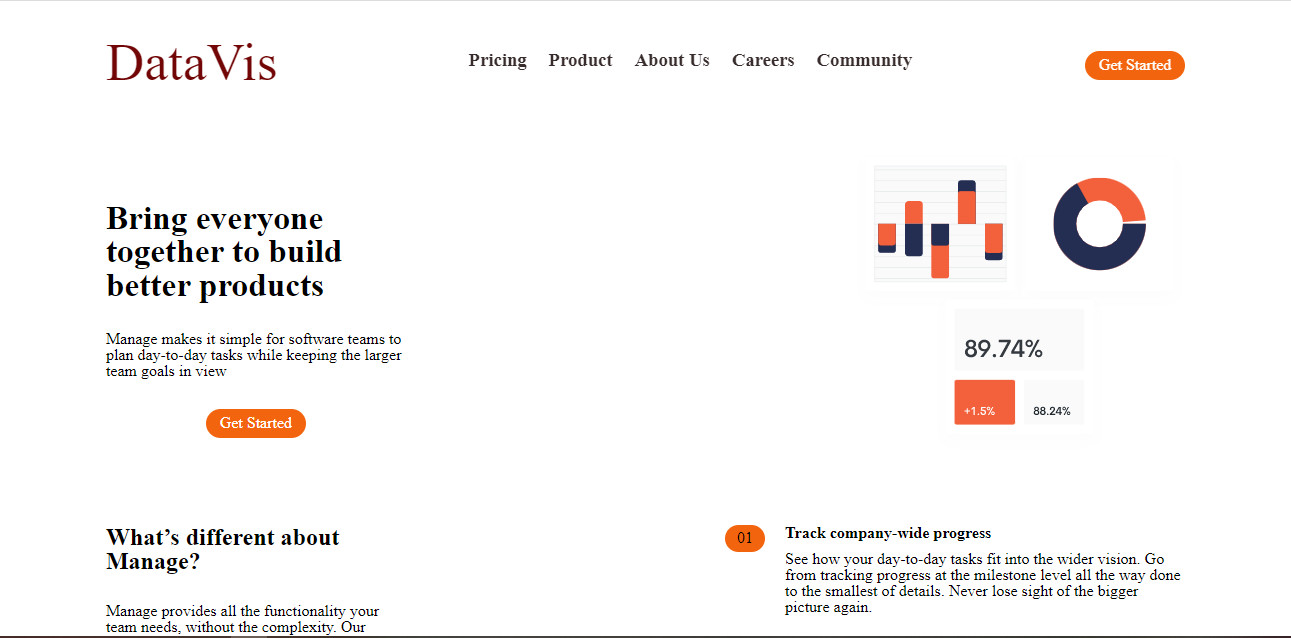 DataVis
Pricing Product About Us Careers Community
Get Started
Bring everyone
together to build
better products
Manage makes it simple for software teams to
plan day-to-day tasks while keeping the larger
team goals in view
Get Started
89.74%
+1.5% 88.24%
What’s different about
Manage?
Manage provides all the functionality your
team needs, without the complexity. Our
01
Track company-wide progress
See how your day-to-day tasks fit into the wider vision. Go
from tracking progress at the milestone level all the way done
to the smallest of details. Never lose sight of the bigger
picture again.